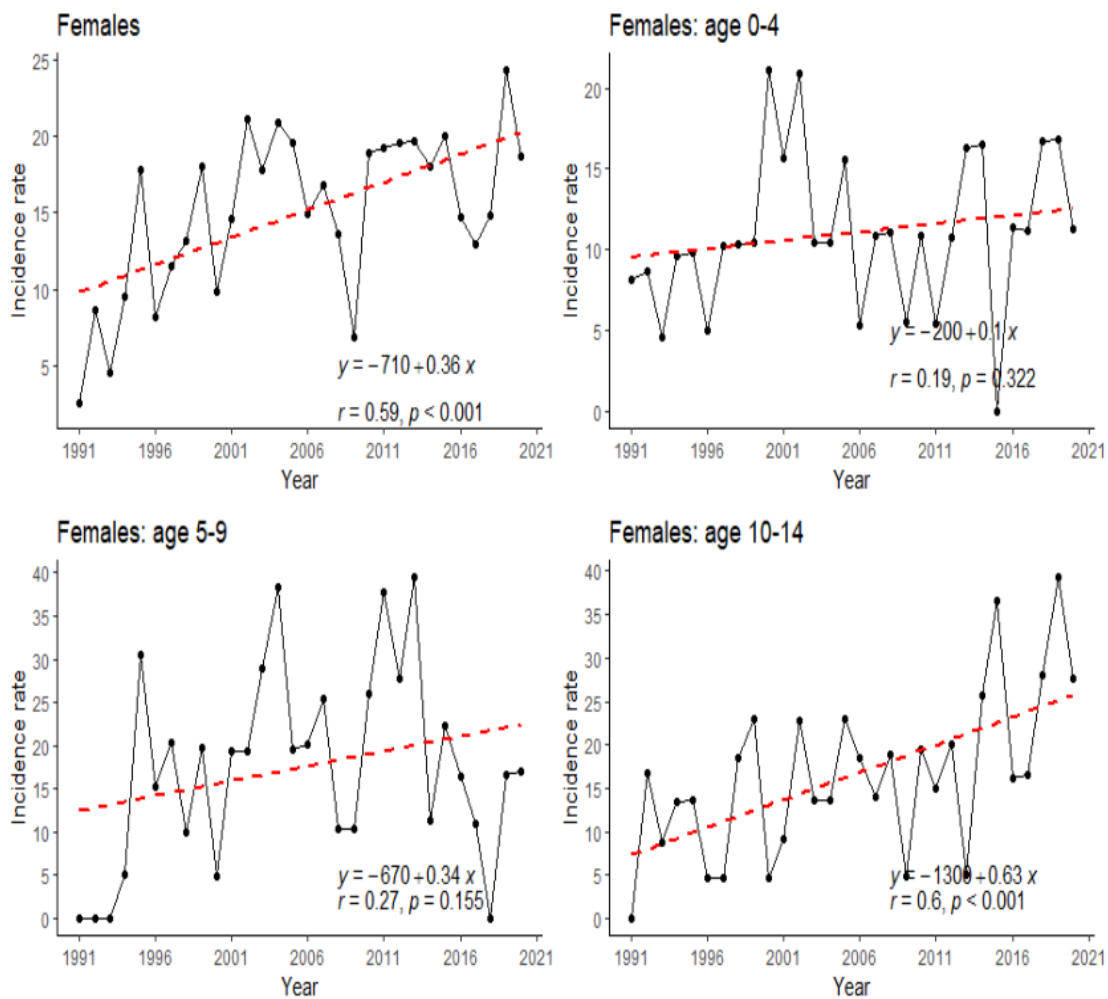 Females
Incidence rate
25
20
15
10
5
y = −710 + 0.36 x
r = 0.59, p < 0.001
1991 1996 2001 2006 2011 2016 2021
Year
Females: age 0-4
Incidence rate
20
15
10
5
0
y = −200 + 0.1 x
r = 0.19, p = 0.322
1991 1996 2001 2006 2011 2016 2021
Year
Females: age 5-9
Incidence rate
40
35
30
25
20
15
10
5
0
y = −670 + 0.34 x
r = 0.27, p = 0.155
1991 1996 2001 2006 2011 2016 2021
Year
Females: age 10-14
Incidence rate
40
35
30
25
20
15
10
5
0
y = −1300 + 0.63 x
r = 0.6, p < 0.001
1991 1996 2001 2006 2011 2016 2021
Year